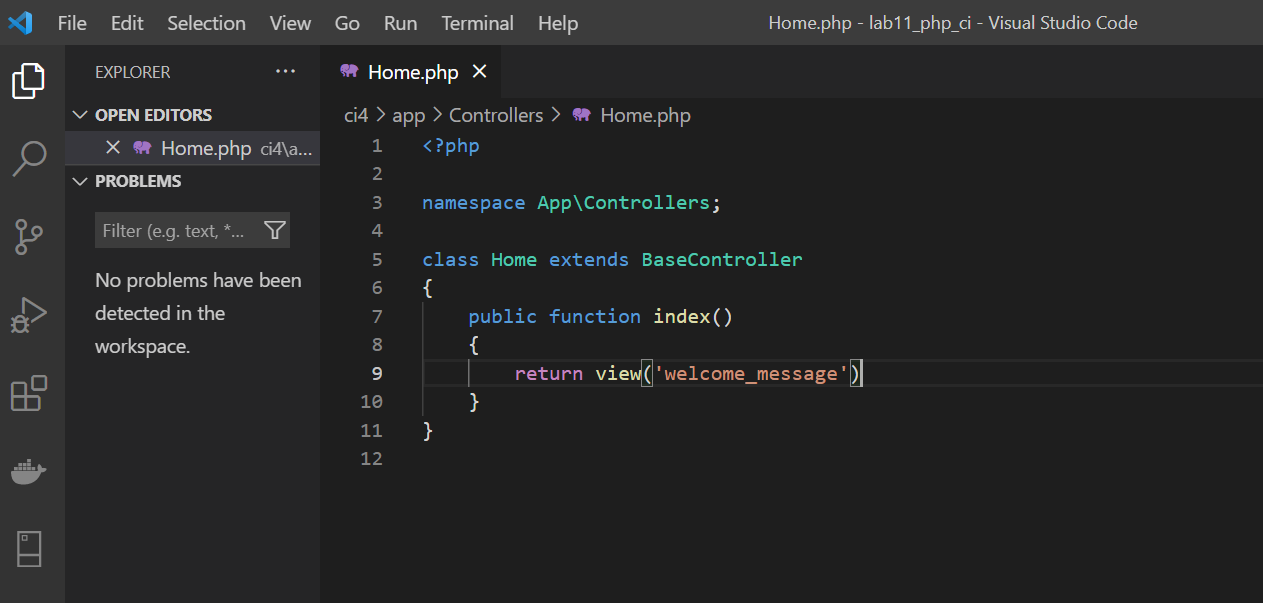 File Edit Selection View Go Run Terminal Help
Home.php - lab11_php_ci - Visual Studio Code
EXPLORER ···
OPEN EDITORS
Home.php ci4\a...
PROBLEMS
Filter (e.g. text, *...
No problems have been
detected in the
workspace.
Home.php
ci4 > app > Controllers > Home.php
1 <?php
2
3 namespace App\Controllers;
4
5 class Home extends BaseController
6 {
7     public function index()
8     {
9         return view('welcome_message')
10     }
11 }
12